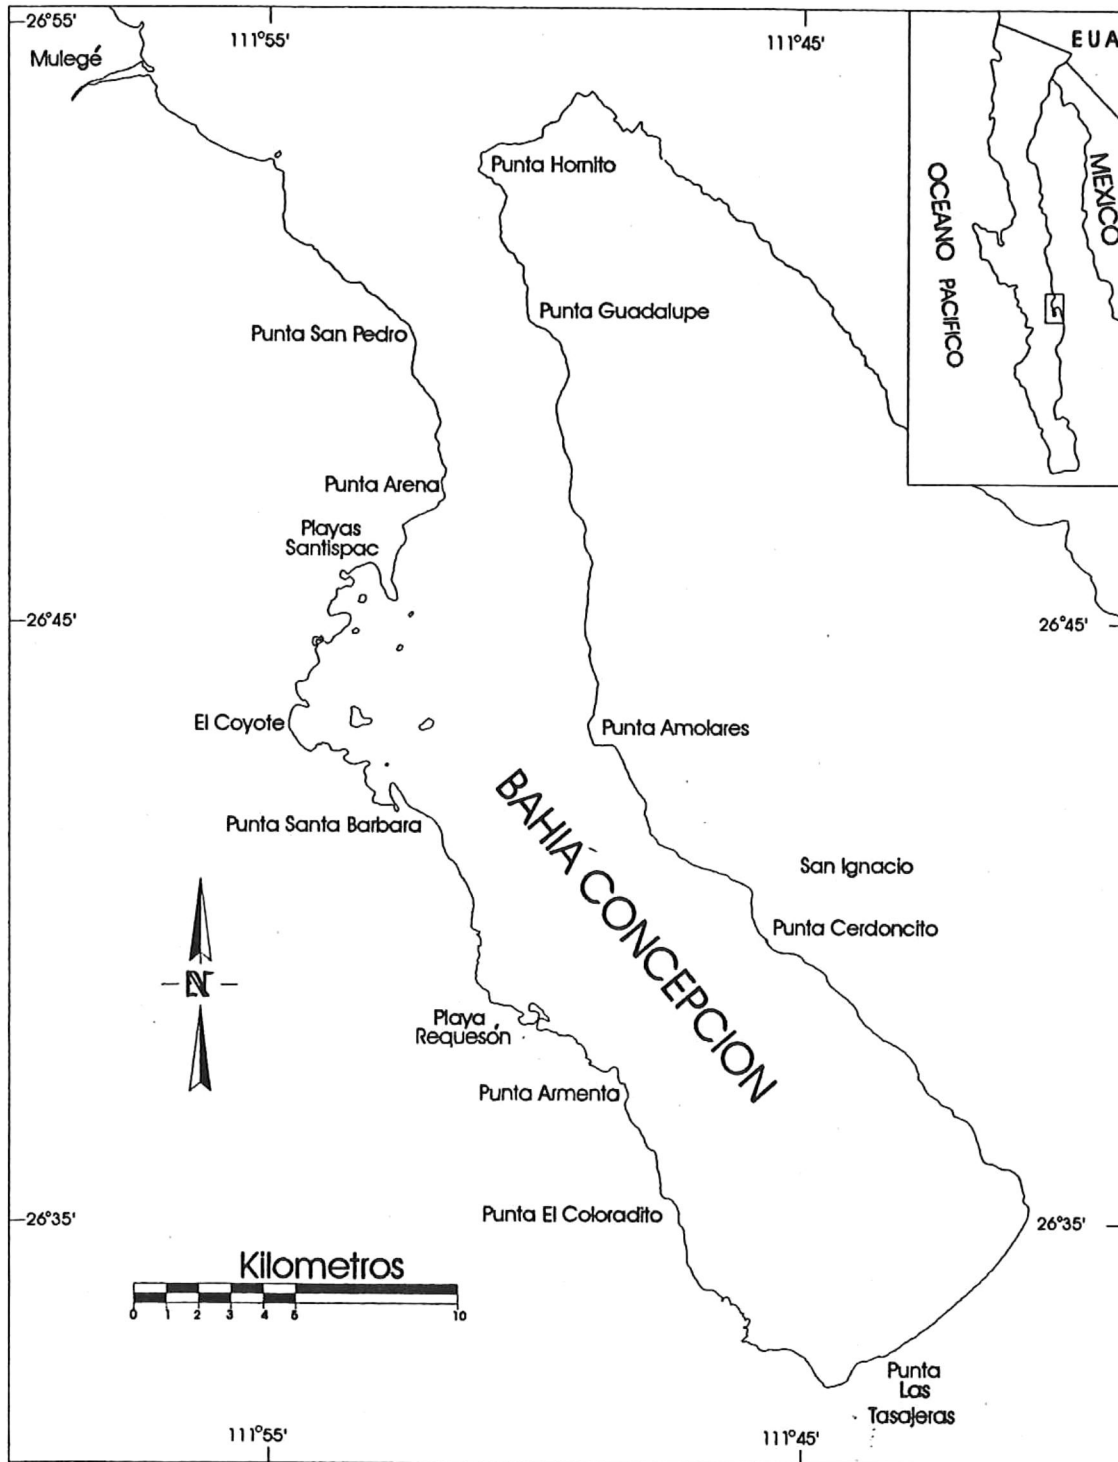 26°55'
111°55'
111°45'
EUA
Mulegé
Punta Hornito
MEXICO
OCEANO PACIFICO
Punta Guadalupe
Punta San Pedro
Punta Arena
Playas
Santispac
26°45'
26°45'
El Coyote
Punta Amolares
Punta Santa Barbara
BAHIA CONCEPCION
San Ignacio
Punta Cerdoncito
N
Playa
Requesón
Punta Armenta
Punta El Coloradito
26°35'
26°35'
Kilometros
0 1 2 3 4 5 10
Punta
Las
Tasajeras
111°55'
111°45'